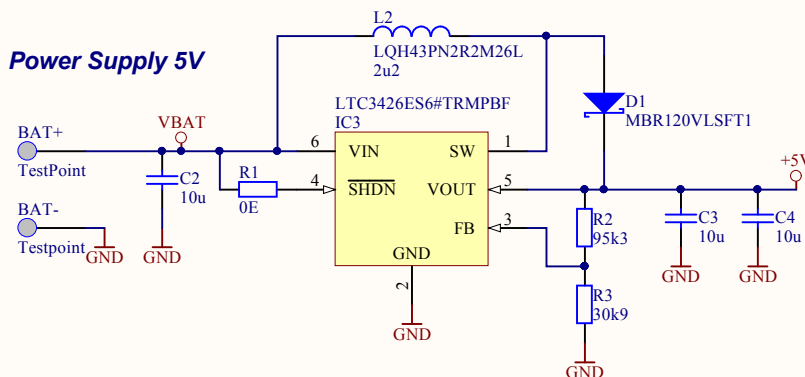 Power Supply 5V
L2
LQH43PN2R2M26L
2u2
D1
MBR120VLSFT1
LTC3426ES6#TRMPBF
IC3
BAT+
TestPoint
VBAT
6
VIN
SW
1
R1
0E
4
SHDN
VOUT
5
+5V
C2
10u
BAT-
Testpoint
FB
3
R2
95k3
C3
10u
C4
10u
GND
GND
GND
2
GND
GND
GND
R3
30k9
GND